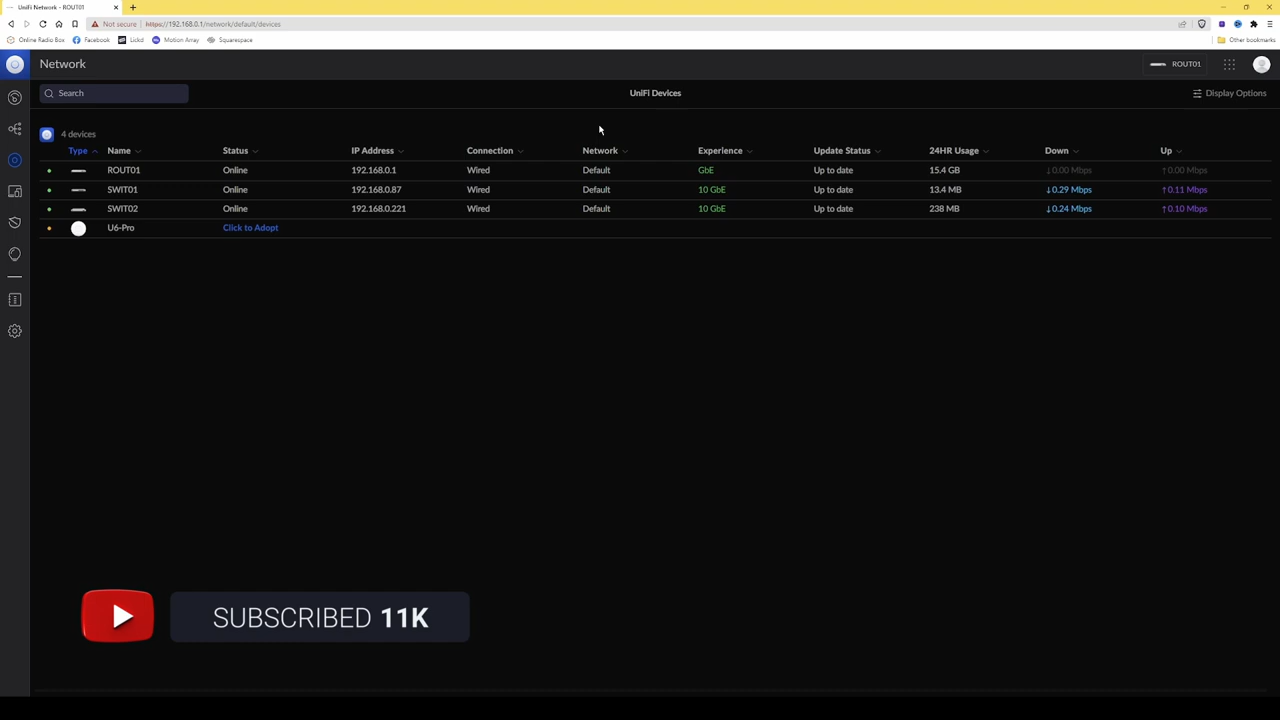 UniFi Network - ROUT01
Not secure https://192.168.0.1/network/default/devices
Online Radio Box Facebook Lickd Motion Array Squarespace Other bookmarks
Network ROUT01
Search UniFi Devices Display Options
4 devices
Type Name Status IP Address Connection Network Experience Update Status 24HR Usage Down Up
ROUT01 Online 192.168.0.1 Wired Default GbE Up to date 15.4 GB ↓0.00 Mbps ↑0.00 Mbps
SWIT01 Online 192.168.0.87 Wired Default 10 GbE Up to date 13.4 MB ↓0.29 Mbps ↑0.11 Mbps
SWIT02 Online 192.168.0.221 Wired Default 10 GbE Up to date 238 MB ↓0.24 Mbps ↑0.10 Mbps
U6-Pro Click to Adopt
SUBSCRIBED 11K